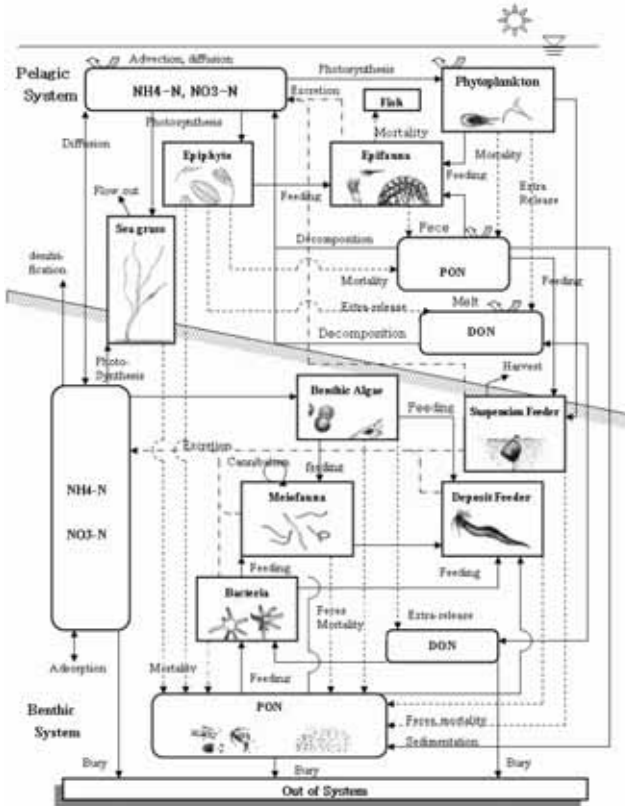 Pelagic
System
Advection, diffusion
NH4-N, NO3-N
Photosynthesis
Phytoplankton
Excretion
Fish
Photosynthesis
Mortality
Diffusion
Epiphyte
Epifauna
Mortality
Feeding
Feeding
Extra
Release
Flow out
Sea grass
Fece
denitri-
fication
Decomposition
PON
Mortality
Feeding
Extra-release
Melt
Decomposition
DON
Harvest
Photo-
Synthesis
Benthic Algae
Feeding
Suspension Feeder
Excretion
Cannibalism
feeding
NH4-N
NO3-N
Meiofauna
Deposit Feeder
Feeding
Feeding
Bacteria
Feces
Mortality
Extra-release
DON
Adsorption
Mortality
Feeding
PON
Benthic
System
Feces, mortality
Sedimentation
Bury
Bury
Bury
Out of System